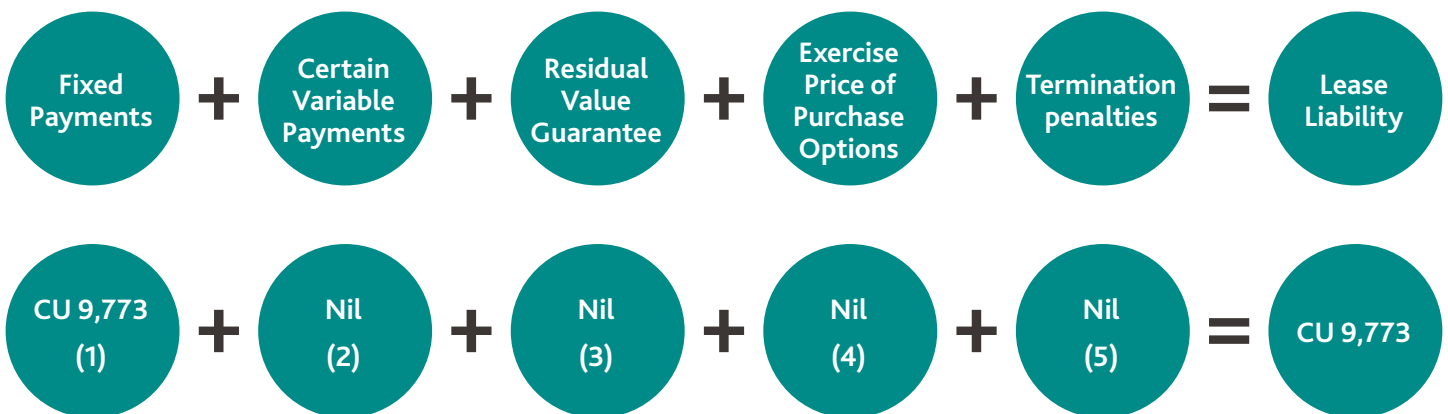 Fixed
Payments
+
Certain
Variable
Payments
+
Residual
Value
Guarantee
+
Exercise
Price of
Purchase
Options
+
Termination
penalties
=
Lease
Liability
CU 9,773
(1)
+
Nil
(2)
+
Nil
(3)
+
Nil
(4)
+
Nil
(5)
=
CU 9,773